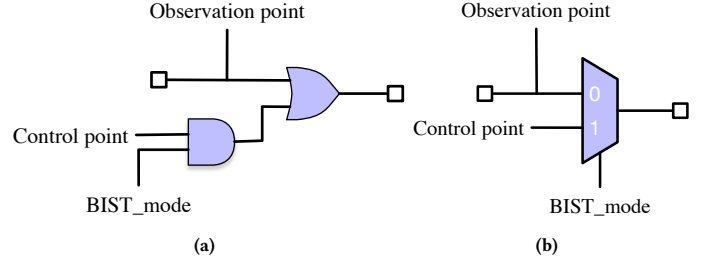 Observation point
Control point
BIST_mode
(a)
Observation point
0
Control point
1
BIST_mode
(b)